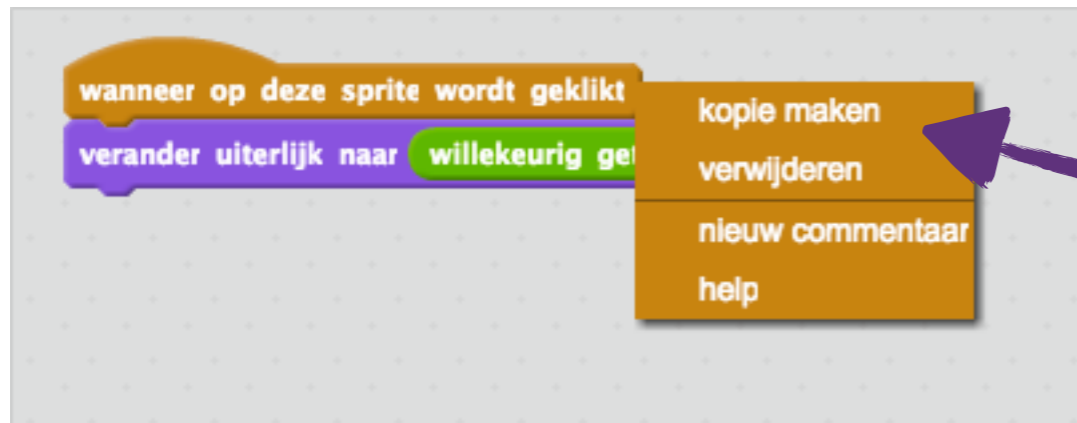 wanneer op deze sprite wordt geklikt
verander uiterlijk naar willekeurig
kopie maken
verwijderen
nieuw commentaar
help